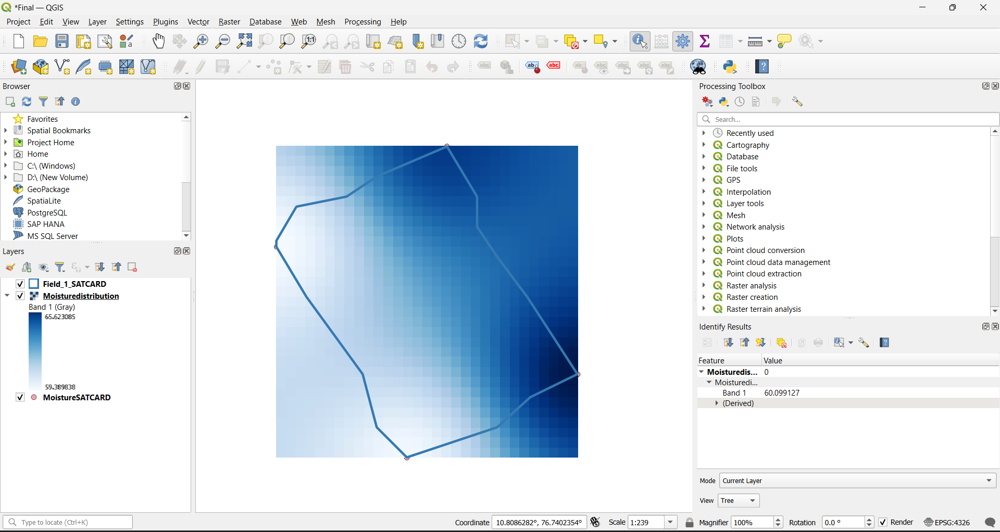 *Final — QGIS
Project Edit View Layer Settings Plugins Vector Raster Database Web Mesh Processing Help
Browser
Favorites
Spatial Bookmarks
Project Home
Home
C:\ (Windows)
D:\ (New Volume)
GeoPackage
SpatiaLite
PostgreSQL
SAP HANA
MS SQL Server
Layers
Field_1_SATCARD
Moisturedistribution
Band 1 (Gray)
65.623085
59.389838
MoistureSATCARD
Processing Toolbox
Search...
Recently used
Cartography
Database
File tools
GPS
Interpolation
Layer tools
Mesh
Network analysis
Plots
Point cloud conversion
Point cloud data management
Point cloud extraction
Raster analysis
Raster creation
Raster terrain analysis
Identify Results
Feature Value
Moisturedis... 0
Moisturedi...
Band 1 60.099127
(Derived)
Mode Current Layer
View Tree
Type to locate (Ctrl+K) Coordinate 10.8086282°, 76.7402354° Scale 1:239 Magnifier 100% Rotation 0.0 ° Render EPSG:4326